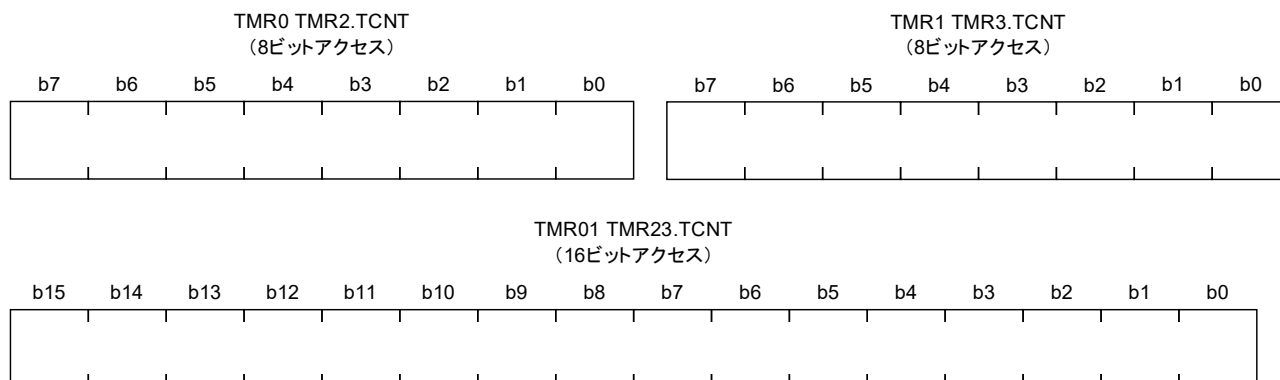 TMR0 TMR2.TCNT
（8ビットアクセス）
b7 b6 b5 b4 b3 b2 b1 b0
TMR1 TMR3.TCNT
（8ビットアクセス）
b7 b6 b5 b4 b3 b2 b1 b0
TMR01 TMR23.TCNT
（16ビットアクセス）
b15 b14 b13 b12 b11 b10 b9 b8 b7 b6 b5 b4 b3 b2 b1 b0